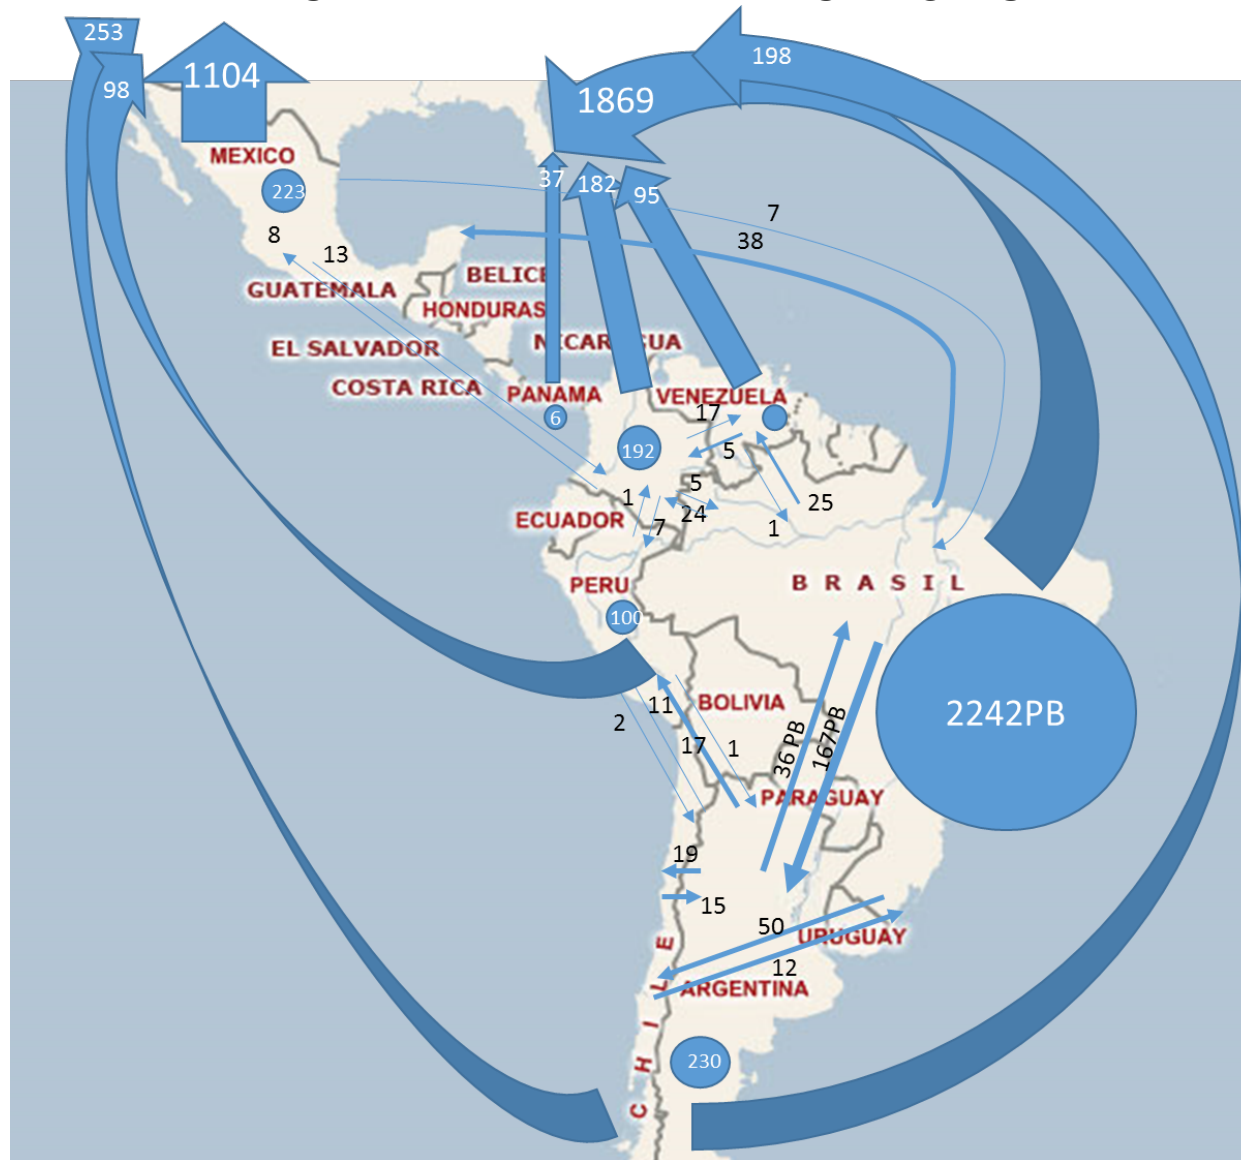 253
198
98
1104
1869
MEXICO
37
182
95
223
7
8
38
13
BELICE
GUATEMALA
HONDURAS
EL SALVADOR
COSTA RICA
PANAMA
VENEZUELA
17
6
192
5
5
1
25
24
ECUADOR
7
1
PERU
BRASIL
100
BOLIVIA
11
2
17
1
36 PB
167PB
2242PB
PARAGUAY
19
15
50
URUGUAY
12
ARGENTINA
CHILE
230